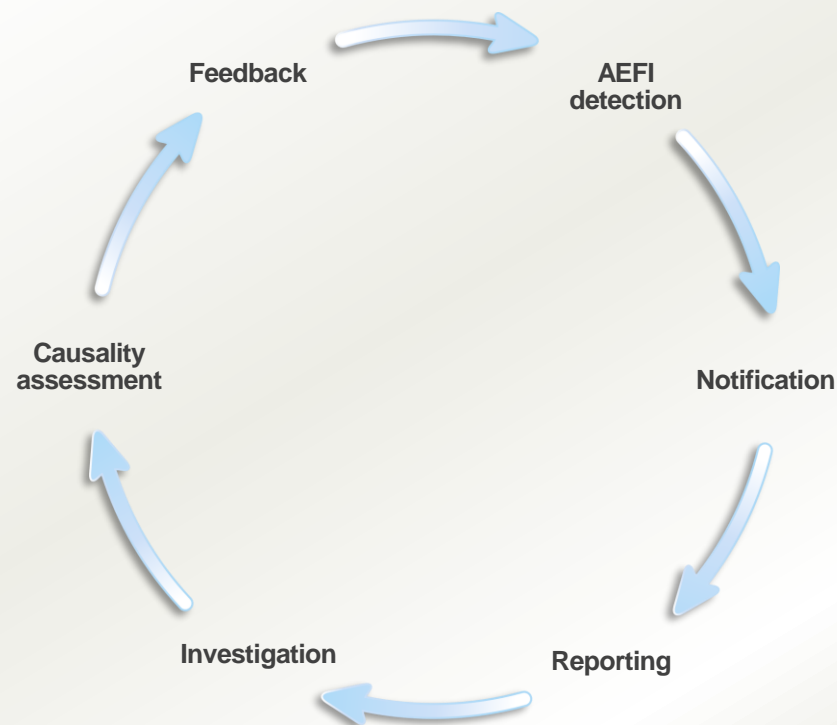 Feedback
AEFI
detection
Notification
Reporting
Investigation
Causality
assessment